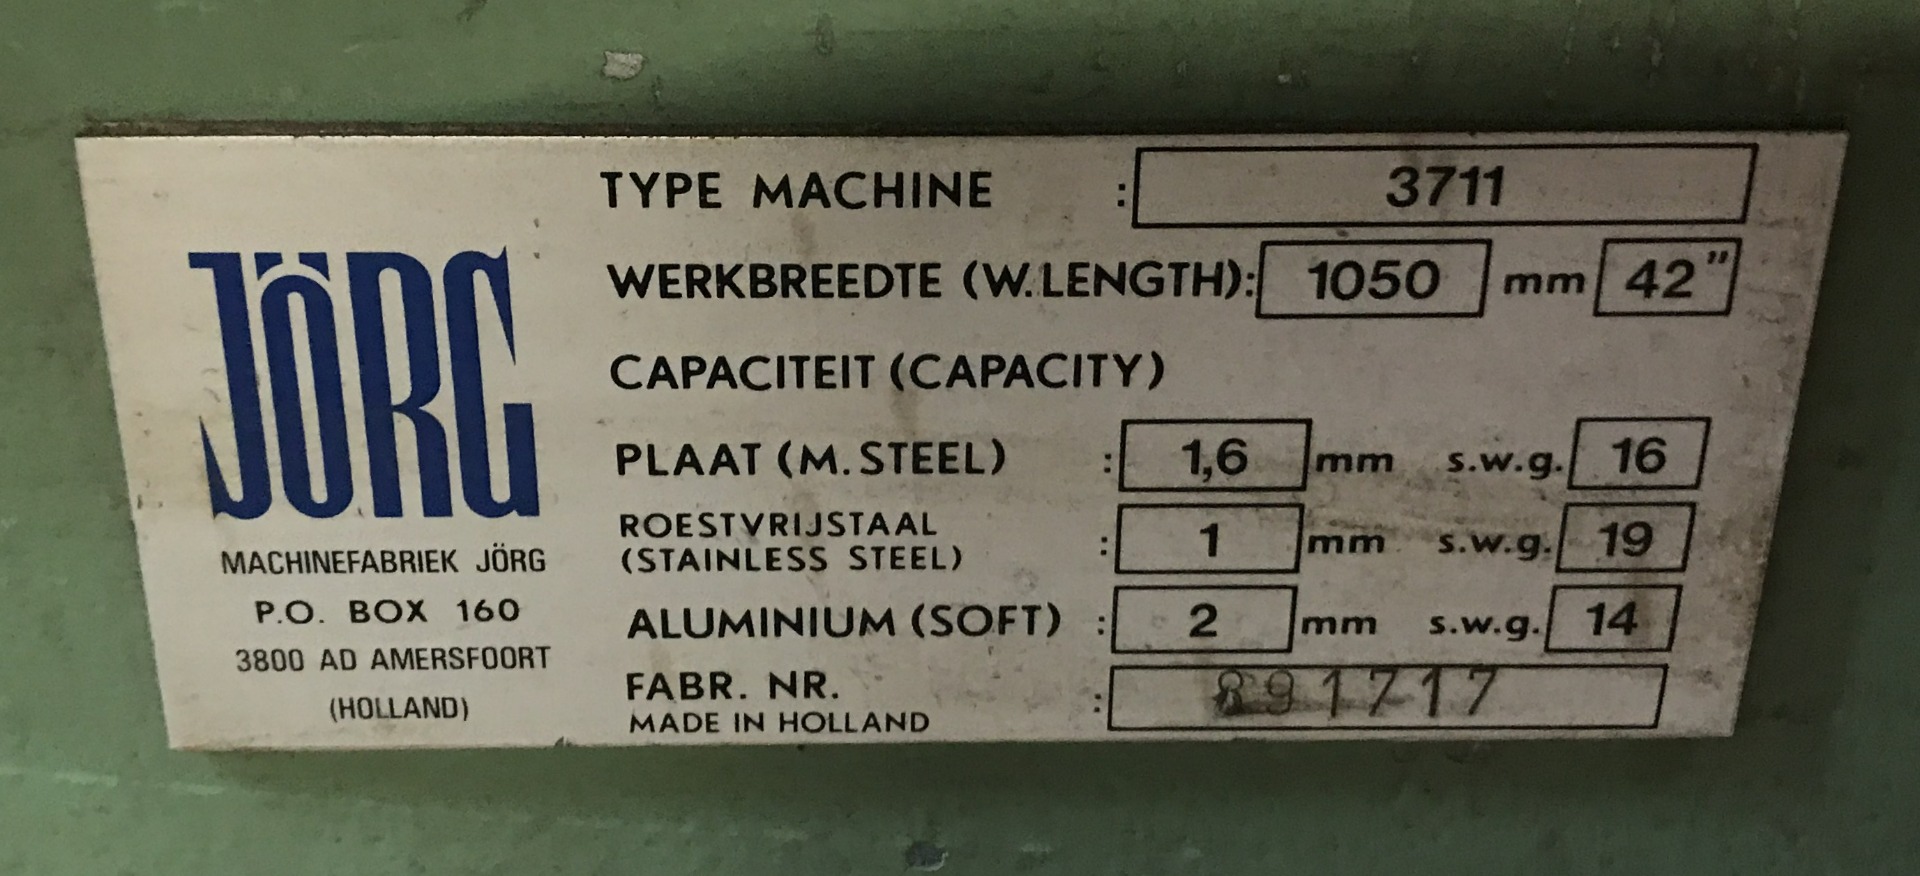 JÖRG
MACHINEFABRIEK JÖRG
P.O. BOX 160
3800 AD AMERSFOORT
(HOLLAND)
TYPE MACHINE : 3711
WERKBREEDTE (W.LENGTH): 1050 mm 42"
CAPACITEIT (CAPACITY)
PLAAT (M. STEEL) : 1,6 mm s.w.g. 16
ROESTVRIJSTAAL
(STAINLESS STEEL) : 1 mm s.w.g. 19
ALUMINIUM (SOFT) : 2 mm s.w.g. 14
FABR. NR. : 891717
MADE IN HOLLAND